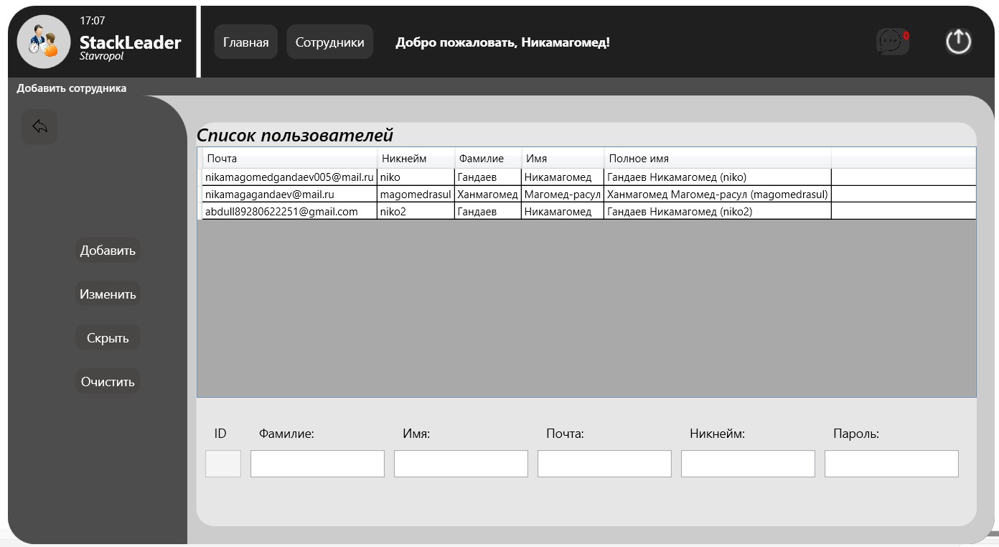 17:07
StackLeader
Stavropol
Главная Сотрудники Добро пожаловать, Никамагомед! 0
Добавить сотрудника
Список пользователей
Почта Никнейм Фамилие Имя Полное имя
nikamagomedgandaev005@mail.ru niko Гандаев Никамагомед Гандаев Никамагомед (niko)
nikamagagandaev@mail.ru magomedrasul Ханмагомед Магомед-расул Ханмагомед Магомед-расул (magomedrasul)
abdull89280622251@gmail.com niko2 Гандаев Никамагомед Гандаев Никамагомед (niko2)
Добавить
Изменить
Скрыть
Очистить
ID Фамилие: Имя: Почта: Никнейм: Пароль: